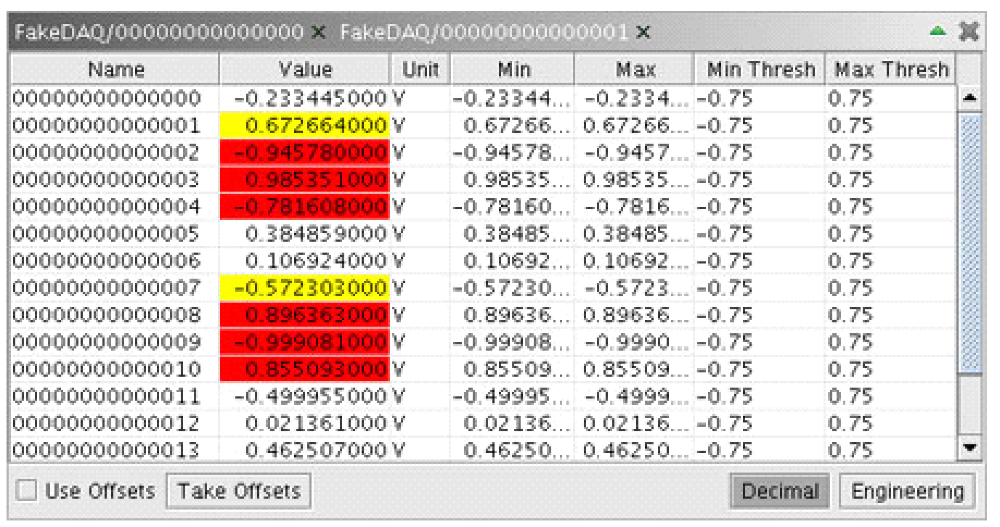 FakeDAQ/00000000000000 FakeDAQ/00000000000001
Name Value Unit Min Max Min Thresh Max Thresh
00000000000000 -0.233445000 V -0.23344... -0.2334... -0.75 0.75
00000000000001 0.672664000 V 0.67266... 0.67266... -0.75 0.75
00000000000002 -0.945780000 V -0.94578... -0.9457... -0.75 0.75
00000000000003 0.985351000 V 0.98535... 0.98535... -0.75 0.75
00000000000004 -0.781608000 V -0.78160... -0.7816... -0.75 0.75
00000000000005 0.384859000 V 0.38485... 0.38485... -0.75 0.75
00000000000006 0.106924000 V 0.10692... 0.10692... -0.75 0.75
00000000000007 -0.572303000 V -0.57230... -0.5723... -0.75 0.75
00000000000008 0.896363000 V 0.89636... 0.89636... -0.75 0.75
00000000000009 -0.999081000 V -0.99908... -0.9990... -0.75 0.75
00000000000010 0.855093000 V 0.85509... 0.85509... -0.75 0.75
00000000000011 -0.499955000 V -0.49995... -0.4999... -0.75 0.75
00000000000012 0.021361000 V 0.02136... 0.02136... -0.75 0.75
00000000000013 0.462507000 V 0.46250... 0.46250... -0.75 0.75
Use Offsets Take Offsets Decimal Engineering